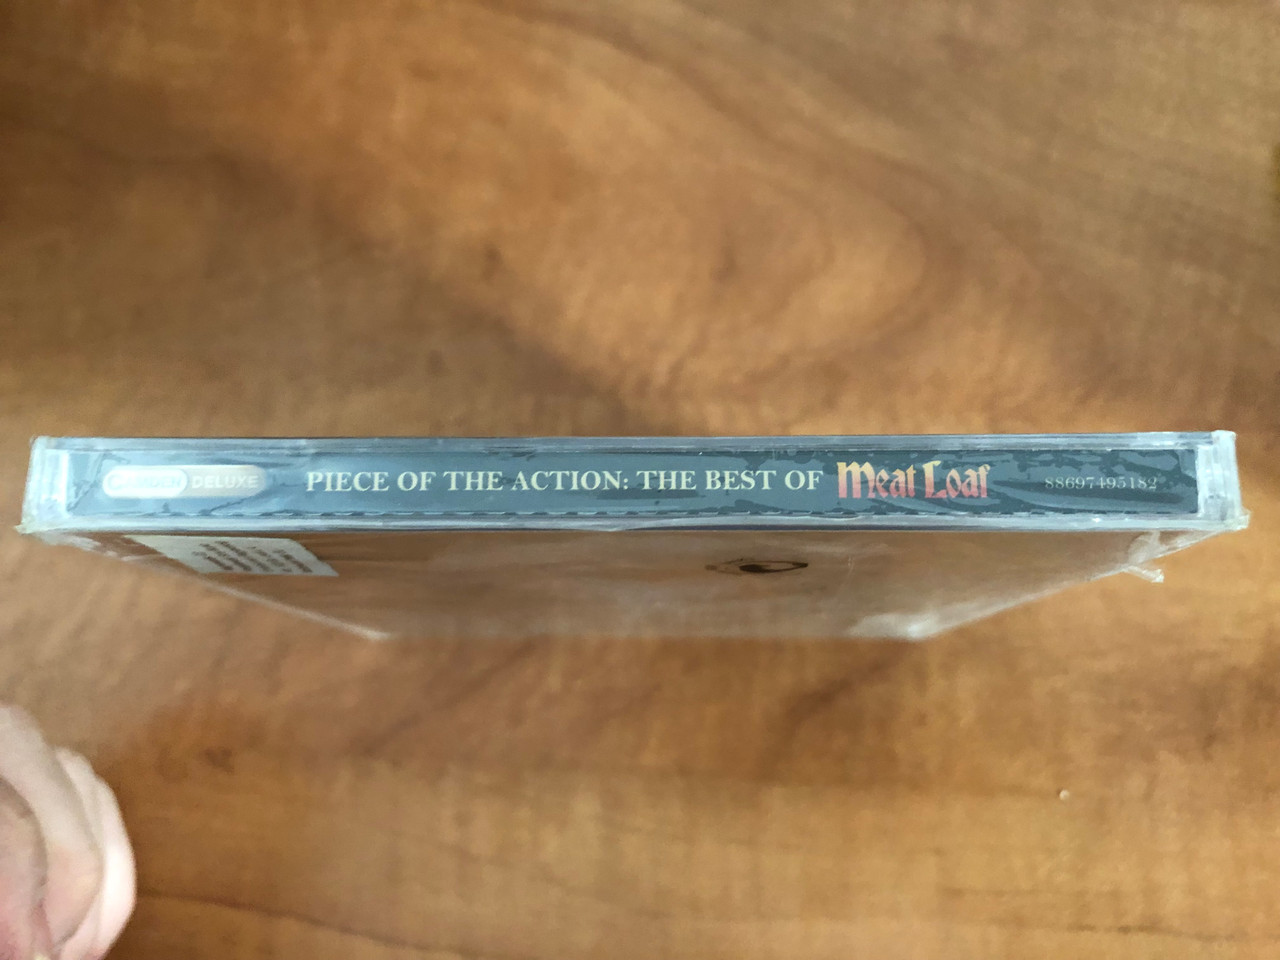 DELUXE PIECE OF THE ACTION: THE BEST OF Meat Loaf 88697495182